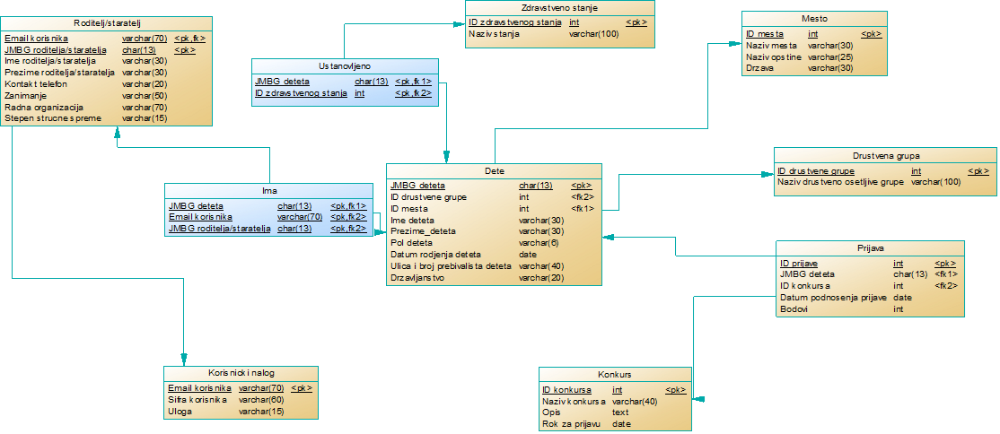 Zdravstveno stanje
ID zdravstvenog stanja int <pk>
Naziv stanja varchar(100)
Roditelj/staratelj
Email korisnika varchar(70) <pk,fk>
JMBG roditelja/staratelja char(13) <pk>
Ime roditelja/staratelja varchar(30)
Prezime roditelja/staratelja varchar(30)
Kontakt telefon varchar(20)
Zanimanje varchar(50)
Radna organizacija varchar(70)
Stepen strucne spreme varchar(15)
Mesto
ID mesta int <pk>
Naziv mesta varchar(30)
Naziv opstine varchar(25)
Drzava varchar(30)
Ustanovljeno
JMBG deteta char(13) <pk,fk1>
ID zdravstvenog stanja int <pk,fk2>
Drustvena grupa
ID drustvene grupe int <pk>
Naziv drustveno osetljive grupe varchar(100)
Dete
JMBG deteta char(13) <pk>
ID drustvene grupe int <fk2>
ID mesta int <fk1>
Ime deteta varchar(30)
Prezime_deteta varchar(30)
Pol deteta varchar(6)
Datum rodjenja deteta date
Ulica i broj prebivalista deteta varchar(40)
Drzavljanstvo varchar(20)
Ima
JMBG deteta char(13) <pk,fk1>
Email korisnika varchar(70) <pk,fk2>
JMBG roditelja/staratelja char(13) <pk,fk2>
Prijava
ID prijave int <pk>
JMBG deteta char(13) <fk1>
ID konkursa int <fk2>
Datum podnosenja prijave date
Bodovi int
Korisnicki nalog
Email korisnika varchar(70) <pk>
Sifra korisnika varchar(60)
Uloga varchar(15)
Konkurs
ID konkursa int <pk>
Naziv konkursa varchar(40)
Opis text
Rok za prijavu date